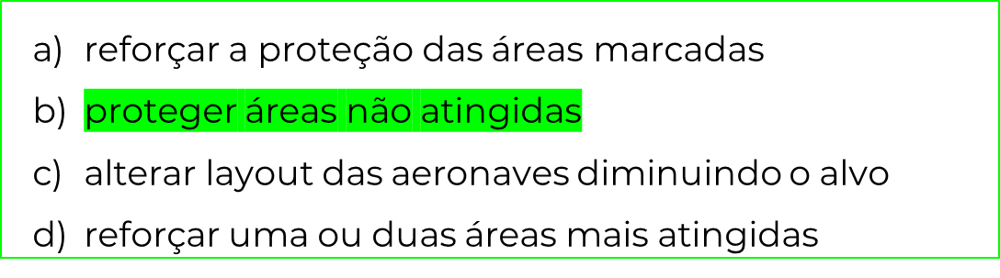 a) reforçar a proteção das áreas marcadas
b) proteger áreas não atingidas
c) alterar layout das aeronaves diminuindo o alvo
d) reforçar uma ou duas áreas mais atingidas